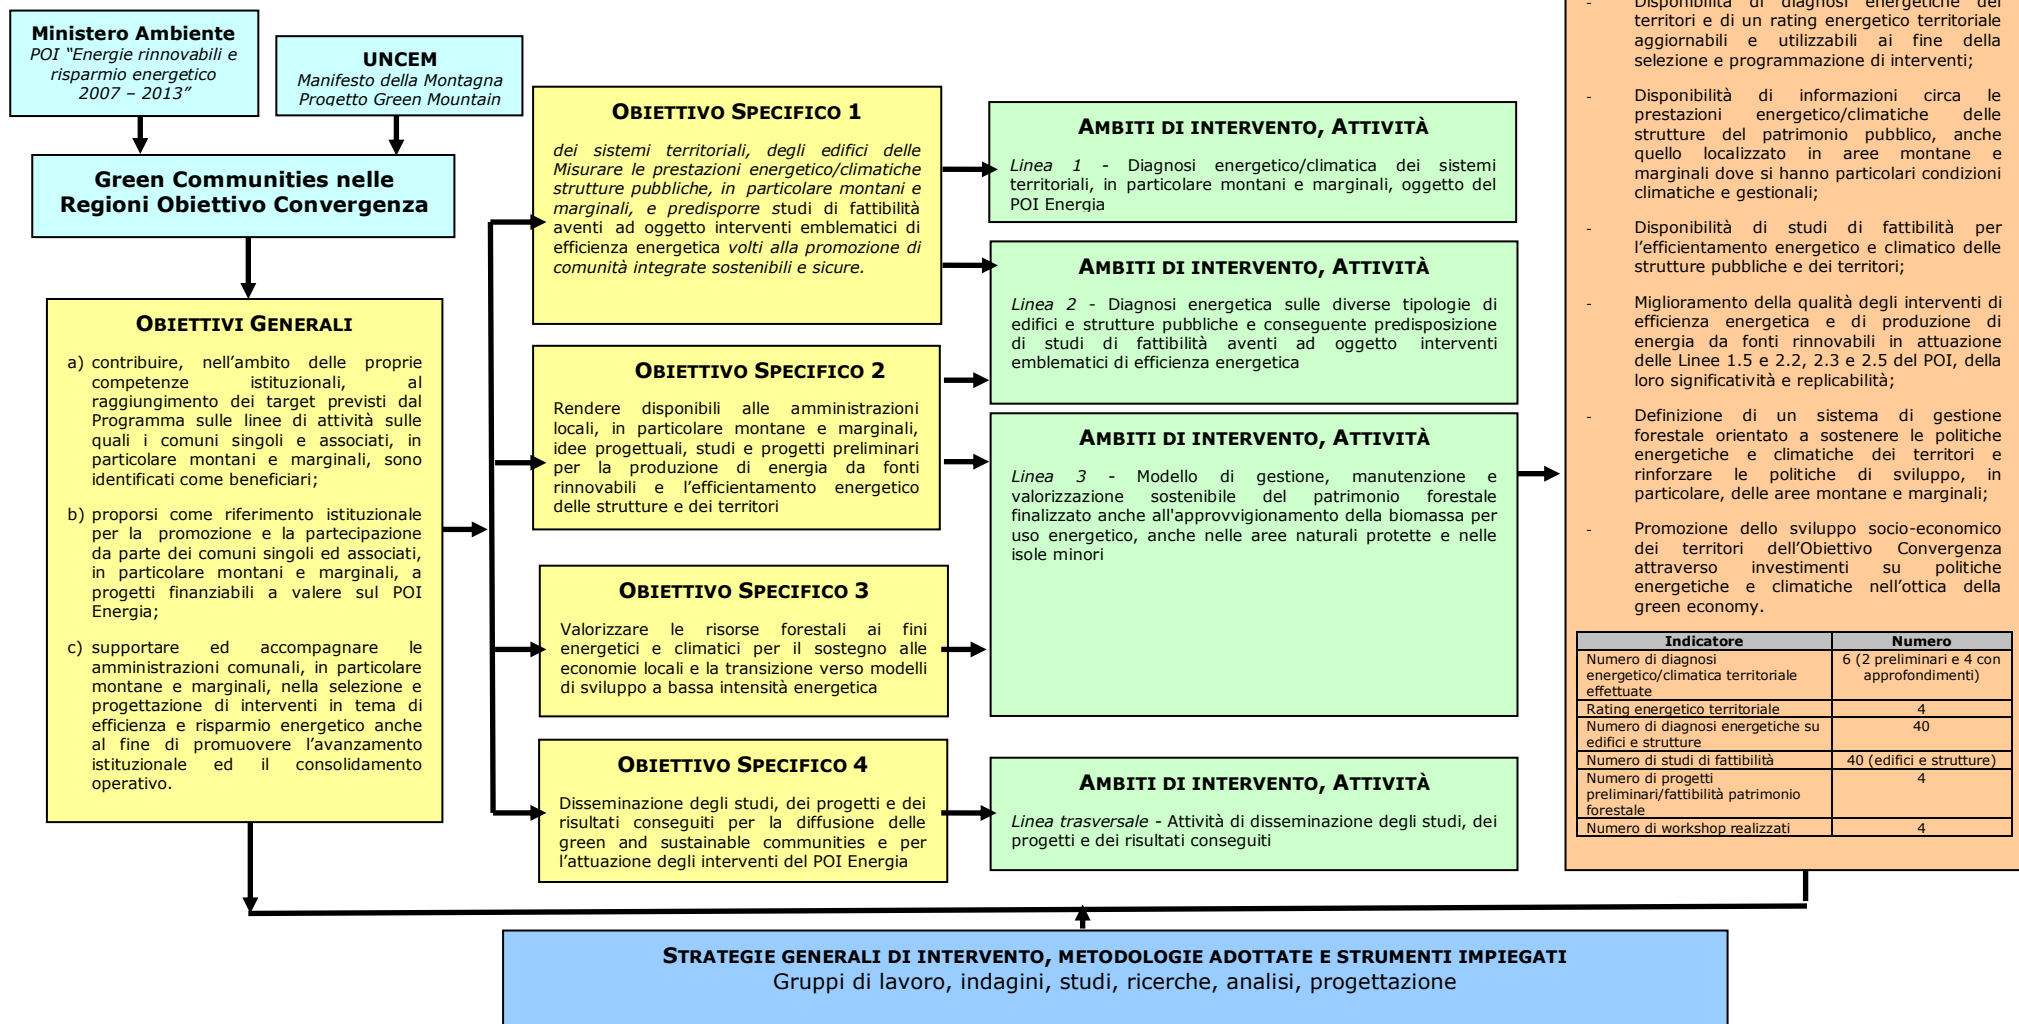 Ministero Ambiente
POI “Energie rinnovabili e
risparmio energetico
2007 – 2013”
UNCEM
Manifesto della Montagna
Progetto Green Mountain
Green Communities nelle
Regioni Obiettivo Convergenza
OBIETTIVI GENERALI
a) contribuire, nell’ambito delle proprie
competenze istituzionali, al
raggiungimento dei target previsti dal
Programma sulle linee di attività sulle
quali i comuni singoli e associati, in
particolare montani e marginali, sono
identificati come beneficiari;
b) proporsi come riferimento istituzionale
per la promozione e la partecipazione
da parte dei comuni singoli ed associati,
in particolare montani e marginali, a
progetti finanziabili a valere sul POI
Energia;
c) supportare ed accompagnare le
amministrazioni comunali, in particolare
montane e marginali, nella selezione e
progettazione di interventi in tema di
efficienza e risparmio energetico anche
al fine di promuovere l’avanzamento
istituzionale ed il consolidamento
operativo.
OBIETTIVO SPECIFICO 1
dei sistemi territoriali, degli edifici delle
Misurare le prestazioni energetico/climatiche
strutture pubbliche, in particolare montani e
marginali, e predisporre studi di fattibilità
aventi ad oggetto interventi emblematici di
efficienza energetica volti alla promozione di
comunità integrate sostenibili e sicure.
OBIETTIVO SPECIFICO 2
Rendere disponibili alle amministrazioni
locali, in particolare montane e marginali,
idee progettuali, studi e progetti preliminari
per la produzione di energia da fonti
rinnovabili e l’efficientamento energetico
delle strutture e dei territori
OBIETTIVO SPECIFICO 3
Valorizzare le risorse forestali ai fini
energetici e climatici per il sostegno alle
economie locali e la transizione verso modelli
di sviluppo a bassa intensità energetica
OBIETTIVO SPECIFICO 4
Disseminazione degli studi, dei progetti e dei
risultati conseguiti per la diffusione delle
green and sustainable communities e per
l’attuazione degli interventi del POI Energia
AMBITI DI INTERVENTO, ATTIVITÀ
Linea 1 - Diagnosi energetico/climatica dei sistemi
territoriali, in particolare montani e marginali, oggetto del
POI Energia
AMBITI DI INTERVENTO, ATTIVITÀ
Linea 2 - Diagnosi energetica sulle diverse tipologie di
edifici e strutture pubbliche e conseguente predisposizione
di studi di fattibilità aventi ad oggetto interventi
emblematici di efficienza energetica
AMBITI DI INTERVENTO, ATTIVITÀ
Linea 3 - Modello di gestione, manutenzione e
valorizzazione sostenibile del patrimonio forestale
finalizzato anche all'approvvigionamento della biomassa per
uso energetico, anche nelle aree naturali protette e nelle
isole minori
AMBITI DI INTERVENTO, ATTIVITÀ
Linea trasversale - Attività di disseminazione degli studi, dei
progetti e dei risultati conseguiti
- Disponibilità di diagnosi energetiche dei
territori e di un rating energetico territoriale
aggiornabili e utilizzabili ai fine della
selezione e programmazione di interventi;
- Disponibilità di informazioni circa le
prestazioni energetico/climatiche delle
strutture del patrimonio pubblico, anche
quello localizzato in aree montane e
marginali dove si hanno particolari condizioni
climatiche e gestionali;
- Disponibilità di studi di fattibilità per
l’efficientamento energetico e climatico delle
strutture pubbliche e dei territori;
- Miglioramento della qualità degli interventi di
efficienza energetica e di produzione di
energia da fonti rinnovabili in attuazione
delle Linee 1.5 e 2.2, 2.3 e 2.5 del POI, della
loro significatività e replicabilità;
- Definizione di un sistema di gestione
forestale orientato a sostenere le politiche
energetiche e climatiche dei territori e
rinforzare le politiche di sviluppo, in
particolare, delle aree montane e marginali;
- Promozione dello sviluppo socio-economico
dei territori dell’Obiettivo Convergenza
attraverso investimenti su politiche
energetiche e climatiche nell’ottica della
green economy.
Indicatore Numero
Numero di diagnosi 6 (2 preliminari e 4 con
energetico/climatica territoriale approfondimenti)
effettuate
Rating energetico territoriale 4
Numero di diagnosi energetiche su 40
edifici e strutture
Numero di studi di fattibilità 40 (edifici e strutture)
Numero di progetti 4
preliminari/fattibilità patrimonio
forestale
Numero di workshop realizzati 4
STRATEGIE GENERALI DI INTERVENTO, METODOLOGIE ADOTTATE E STRUMENTI IMPIEGATI
Gruppi di lavoro, indagini, studi, ricerche, analisi, progettazione